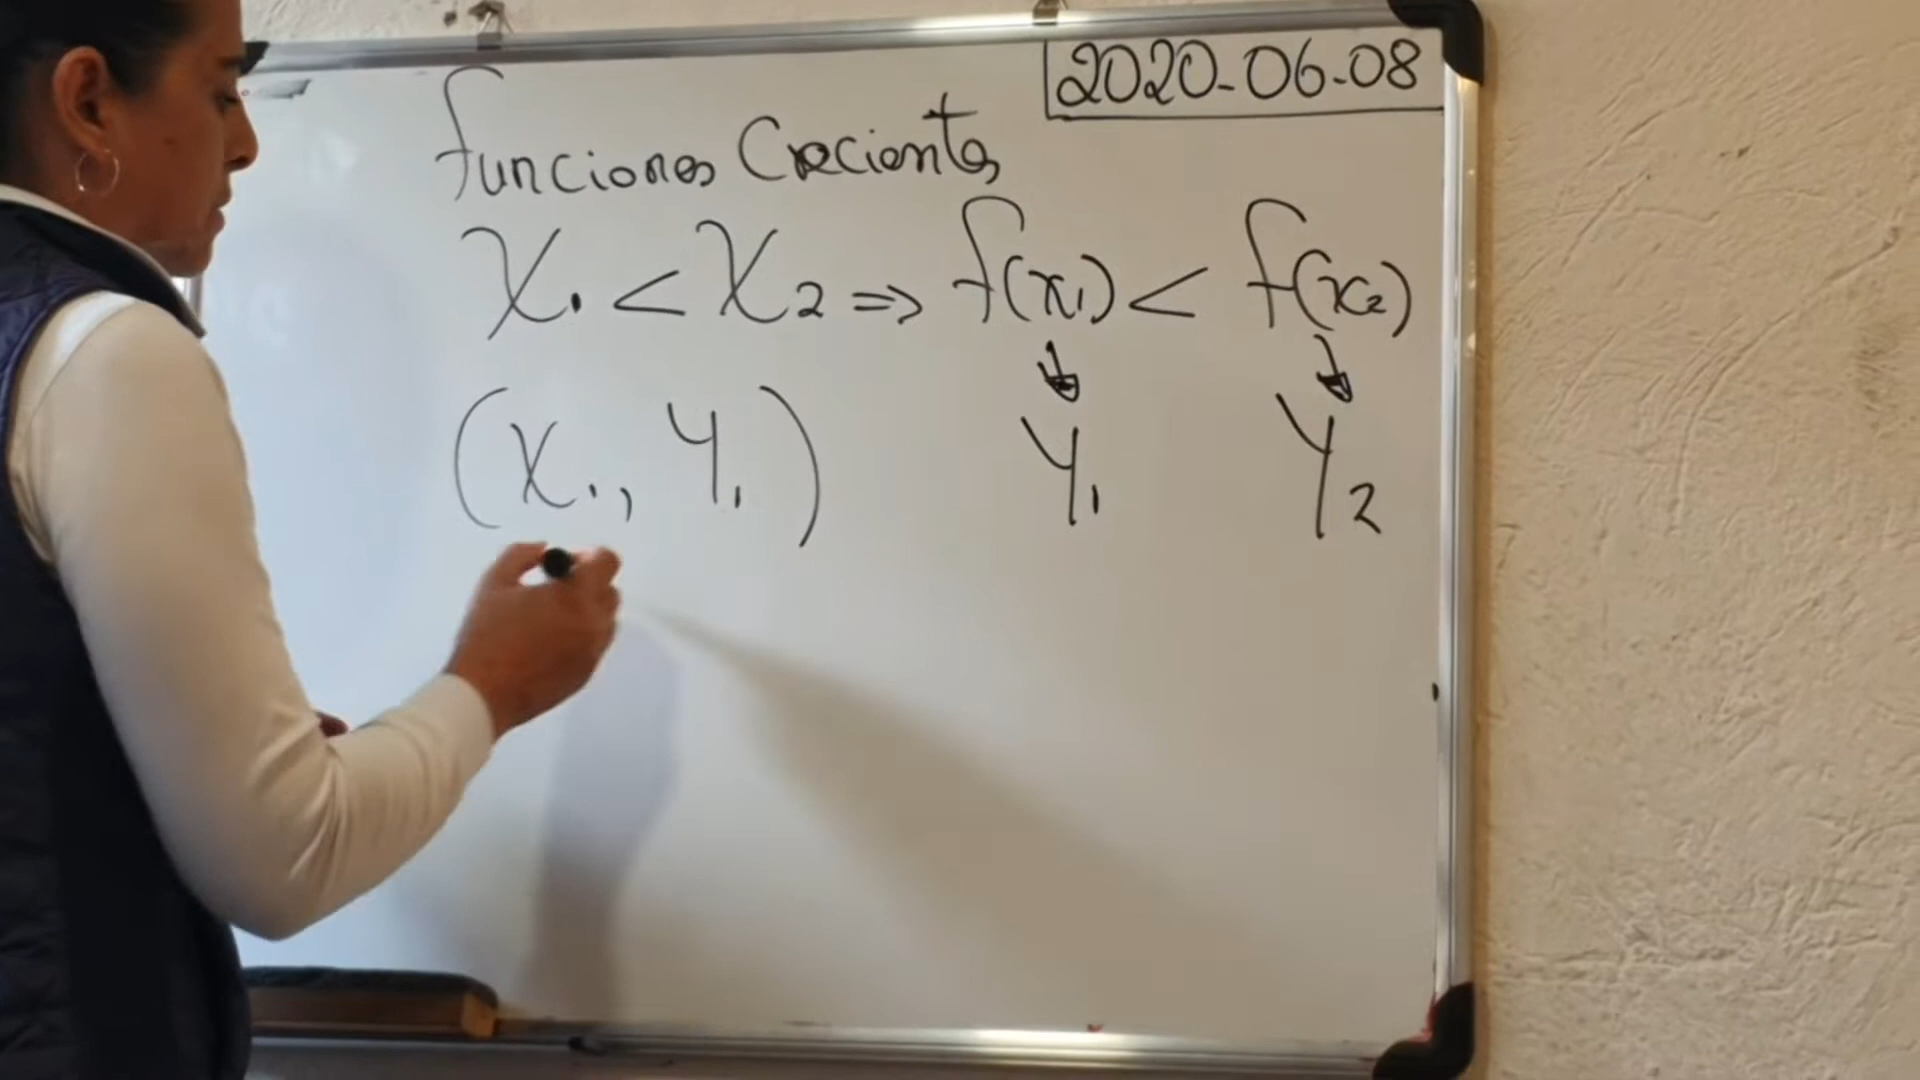 2020-06-08
Funciones Crecientes
X₁ < X₂ => f(x₁) < f(x₂)
(X₁, Y₁) Y₁ Y₂